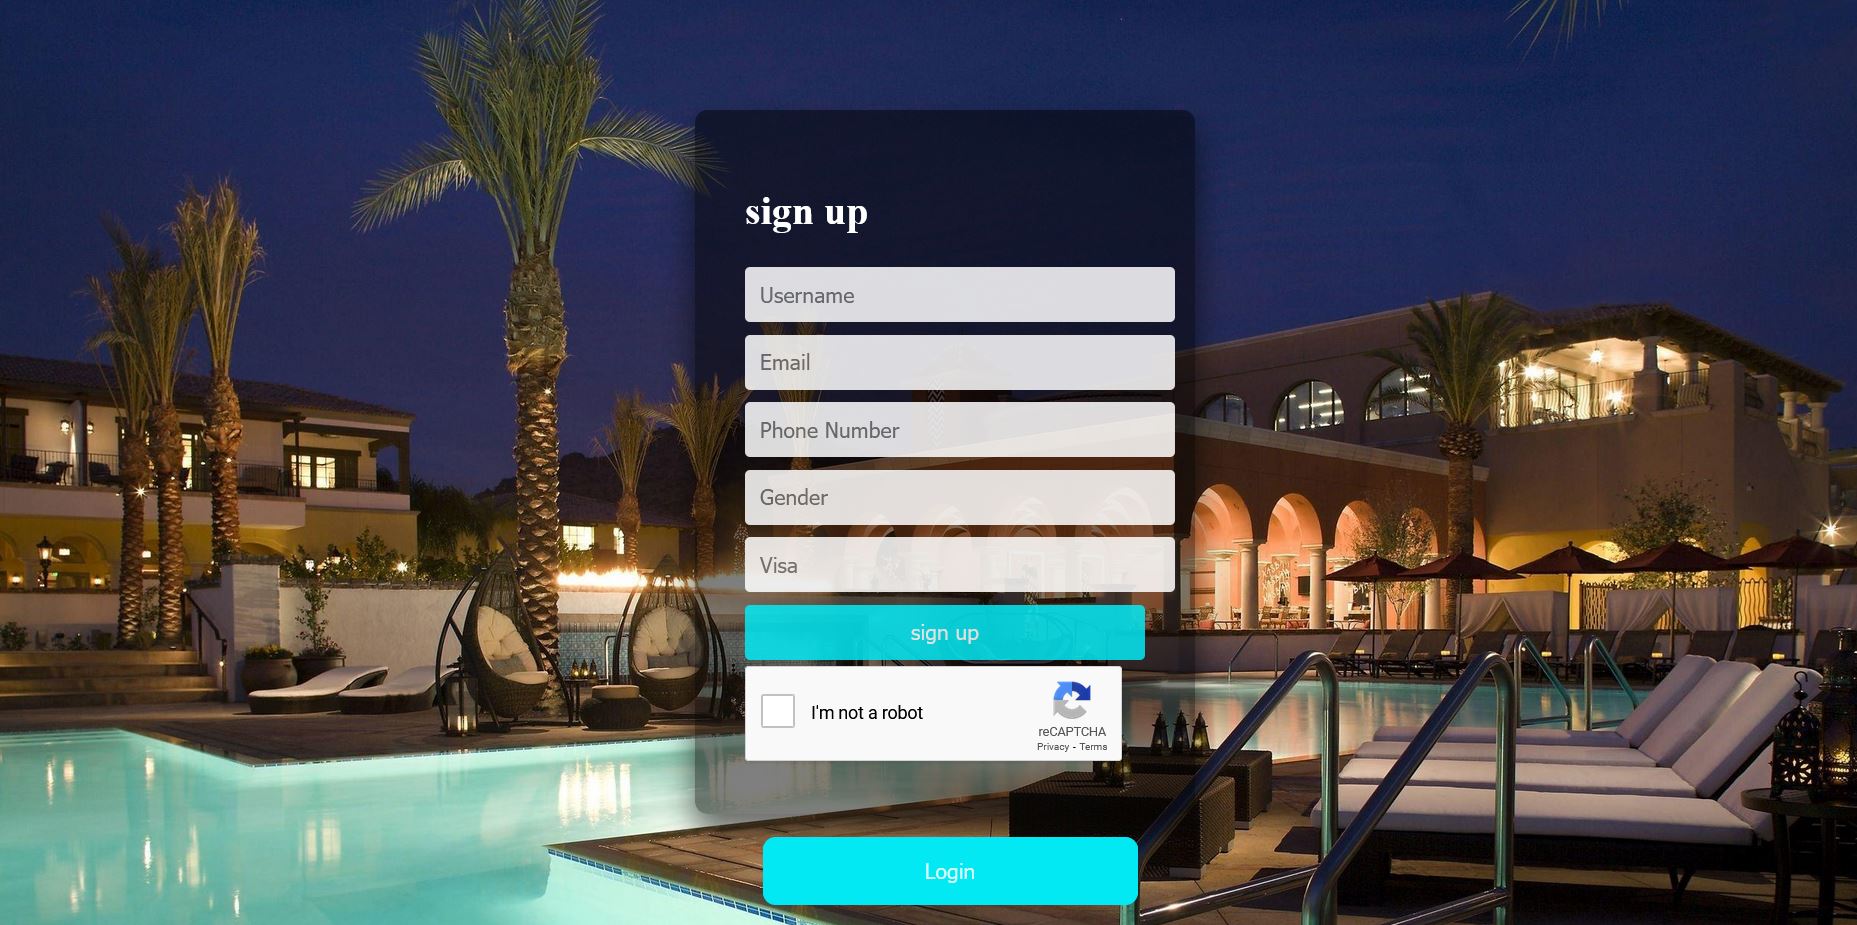 sign up
Username
Email
Phone Number
Gender
Visa
sign up
I'm not a robot
reCAPTCHA
Privacy - Terms
Login